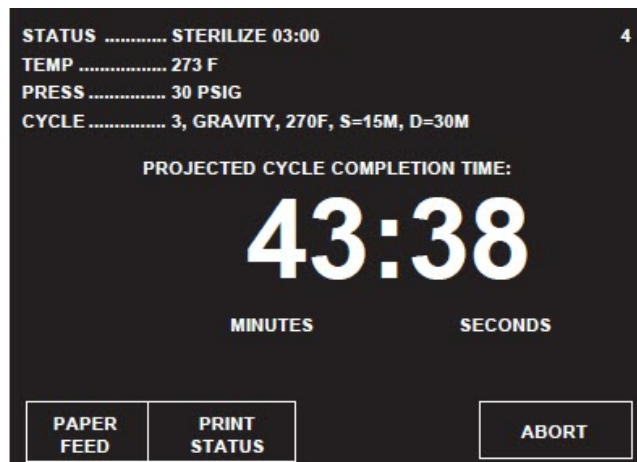 STATUS ............ STERILIZE 03:00 4
TEMP ................. 273 F
PRESS ............... 30 PSIG
CYCLE ............... 3, GRAVITY, 270F, S=15M, D=30M
PROJECTED CYCLE COMPLETION TIME:
43:38
MINUTES SECONDS
PAPER FEED
PRINT STATUS
ABORT